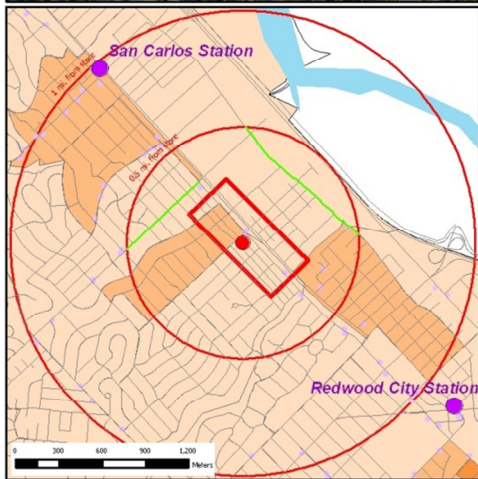 San Carlos Station
1 mi. from store
0.5 mi. from store
Redwood City Station
0 300 600 900 1,200
Meters